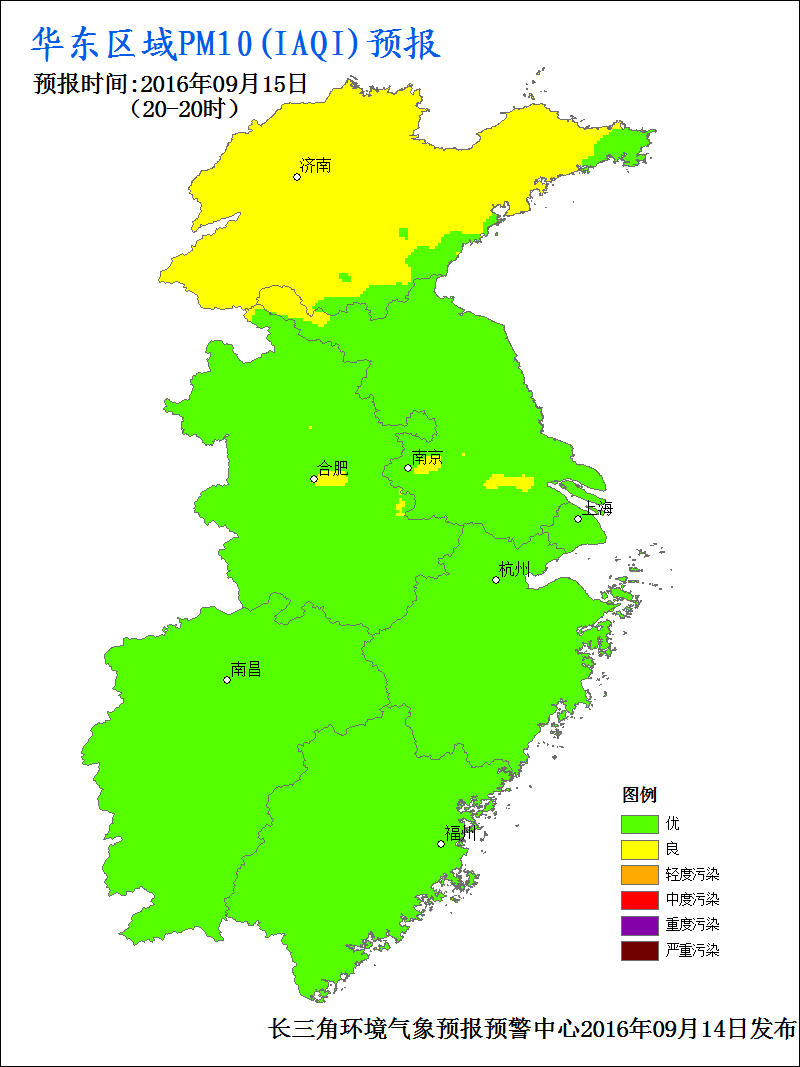 华东区域PM10(IAQI)预报
预报时间:2016年09月15日
（20-20时）
济南
合肥
南京
上海
杭州
南昌
福州
图例
优
良
轻度污染
中度污染
重度污染
严重污染
长三角环境气象预报预警中心2016年09月14日发布